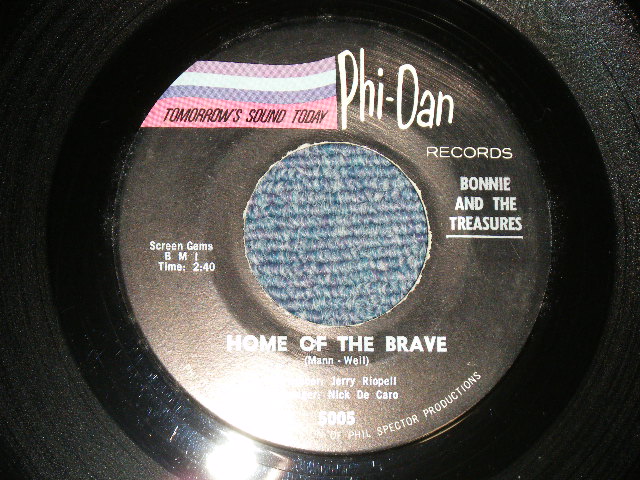 TOMORROW'S SOUND TODAY
Phi-Dan
RECORDS
BONNIE
AND THE
TREASURES
Screen Gems
B M I
Time: 2:40
HOME OF THE BRAVE
(Mann - Weil)
Jerry Riopell
Nick De Caro
5005
OF PHIL SPECTOR PRODUCTIONS